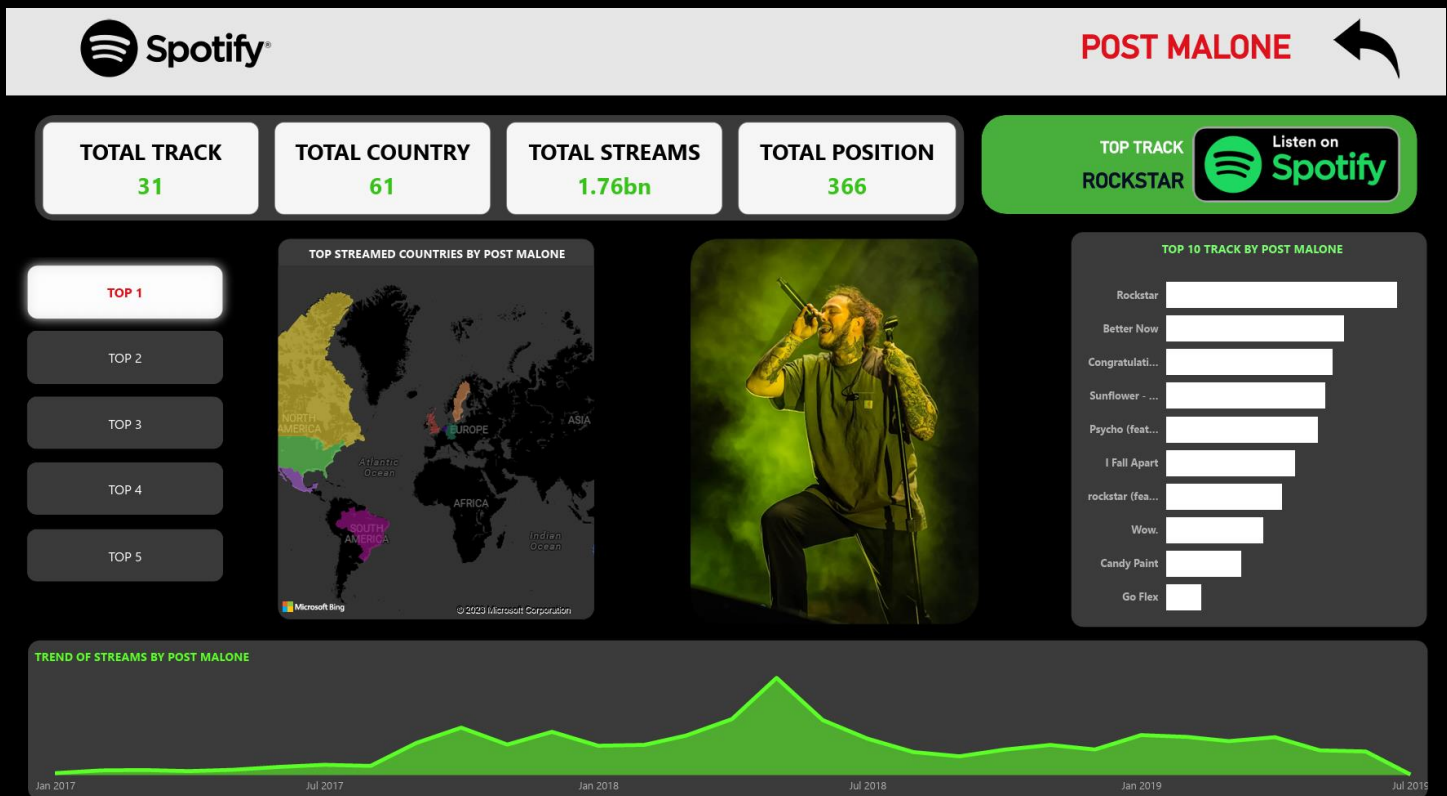 Spotify®
POST MALONE
TOTAL TRACK
31
TOTAL COUNTRY
61
TOTAL STREAMS
1.76bn
TOTAL POSITION
366
TOP TRACK
ROCKSTAR
Listen on
Spotify
TOP 1
TOP 2
TOP 3
TOP 4
TOP 5
TOP STREAMED COUNTRIES BY POST MALONE
NORTH
AMERICA
EUROPE
ASIA
Atlantic
Ocean
AFRICA
SOUTH
AMERICA
Indian
Ocean
Microsoft Bing
© 2023 Microsoft Corporation
TOP 10 TRACK BY POST MALONE
Rockstar
Better Now
Congratulati...
Sunflower - ...
Psycho (feat...
I Fall Apart
rockstar (fea...
Wow.
Candy Paint
Go Flex
TREND OF STREAMS BY POST MALONE
Jan 2017
Jul 2017
Jan 2018
Jul 2018
Jan 2019
Jul 2019